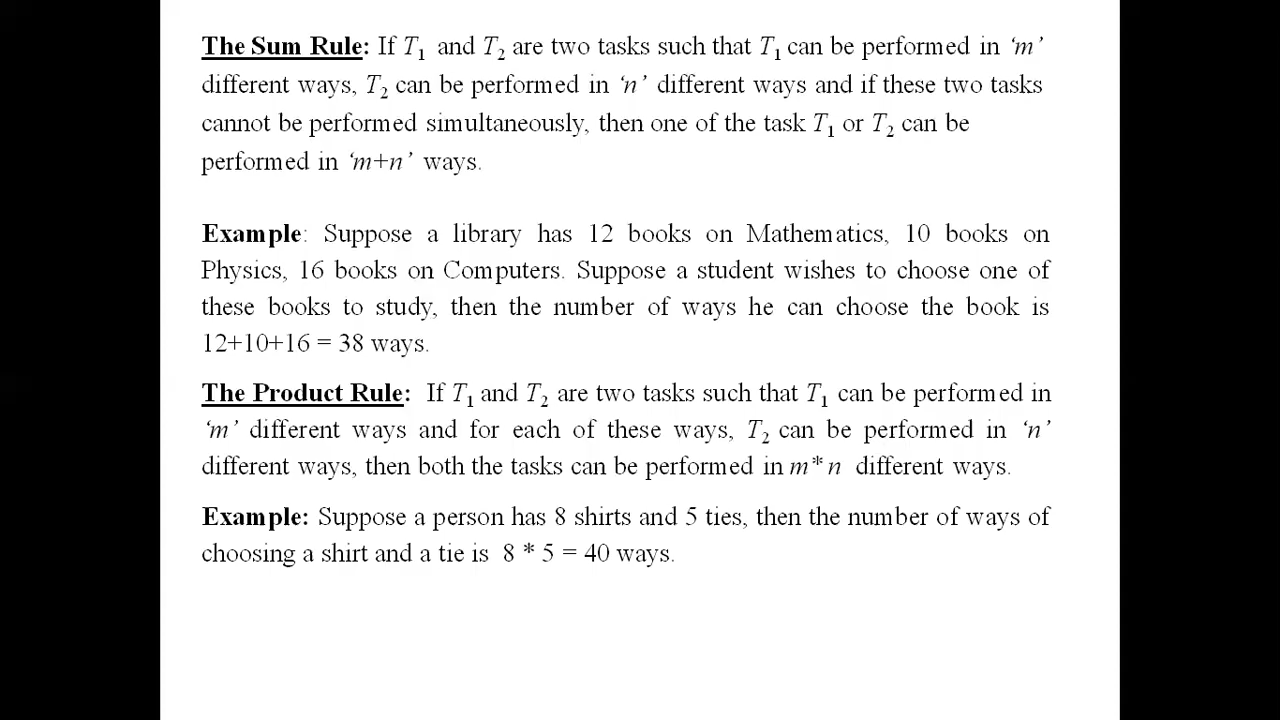 The Sum Rule: If T₁ and T₂ are two tasks such that T₁ can be performed in ‘m’
different ways, T₂ can be performed in ‘n’ different ways and if these two tasks
cannot be performed simultaneously, then one of the task T₁ or T₂ can be
performed in ‘m+n’ ways.
Example: Suppose a library has 12 books on Mathematics, 10 books on
Physics, 16 books on Computers. Suppose a student wishes to choose one of
these books to study, then the number of ways he can choose the book is
12+10+16 = 38 ways.
The Product Rule: If T₁ and T₂ are two tasks such that T₁ can be performed in
‘m’ different ways and for each of these ways, T₂ can be performed in ‘n’
different ways, then both the tasks can be performed in m* n different ways.
Example: Suppose a person has 8 shirts and 5 ties, then the number of ways of
choosing a shirt and a tie is 8 * 5 = 40 ways.